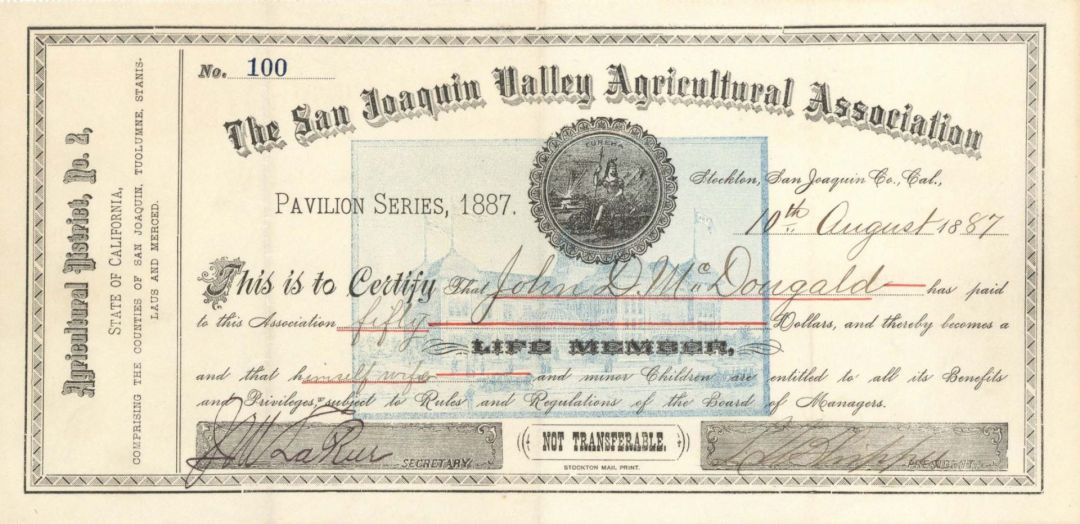 Agricultural District, No. 2,
STATE OF CALIFORNIA,
COMPRISING THE COUNTIES OF SAN JOAQUIN, TUOLUMNE, STANIS-
LAUS AND MERCED.
No. 100
The San Joaquin Valley Agricultural Association
EUREKA
PAVILION SERIES, 1887.
Stockton, San Joaquin Co., Cal.,
10th August 1887
This is to Certify That John D. McDougald has paid
to this Association fifty Dollars, and thereby becomes a
LIFE MEMBER,
and that himself wife and minor Children are entitled to all its Benefits
and Privileges, subject to Rules and Regulations of the Board of Managers.
J M LaRue SECRETARY.
NOT TRANSFERABLE.
STOCKTON MAIL PRINT.
L U Shippee PRESIDENT.